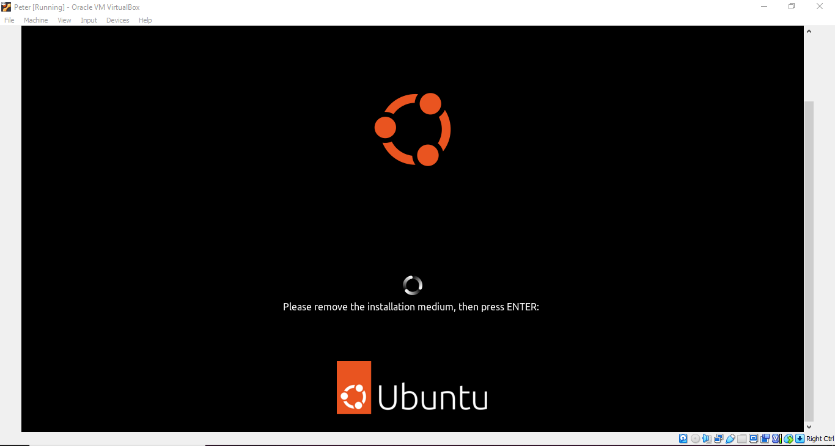 Peter [Running] - Oracle VM VirtualBox
File Machine View Input Devices Help
Please remove the installation medium, then press ENTER:
Ubuntu
Right Ctrl